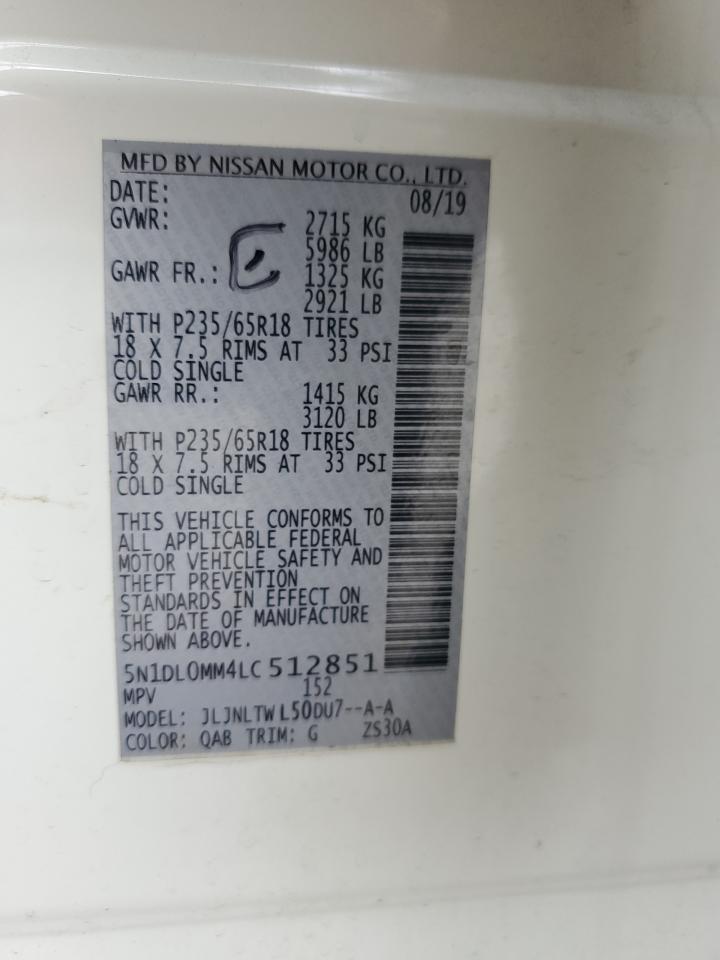 MFD BY NISSAN MOTOR CO., LTD.
DATE: 08/19
GVWR: 2715 KG
5986 LB
GAWR FR.: 1325 KG
2921 LB
WITH P235/65R18 TIRES
18 X 7.5 RIMS AT 33 PSI
COLD SINGLE
GAWR RR.: 1415 KG
3120 LB
WITH P235/65R18 TIRES
18 X 7.5 RIMS AT 33 PSI
COLD SINGLE
THIS VEHICLE CONFORMS TO
ALL APPLICABLE FEDERAL
MOTOR VEHICLE SAFETY AND
THEFT PREVENTION
STANDARDS IN EFFECT ON
THE DATE OF MANUFACTURE
SHOWN ABOVE.
5N1DL0MM4LC 512851
MPV 152
MODEL: JLJNLTW L50DU7--A-A
COLOR: QAB TRIM: G ZS30A